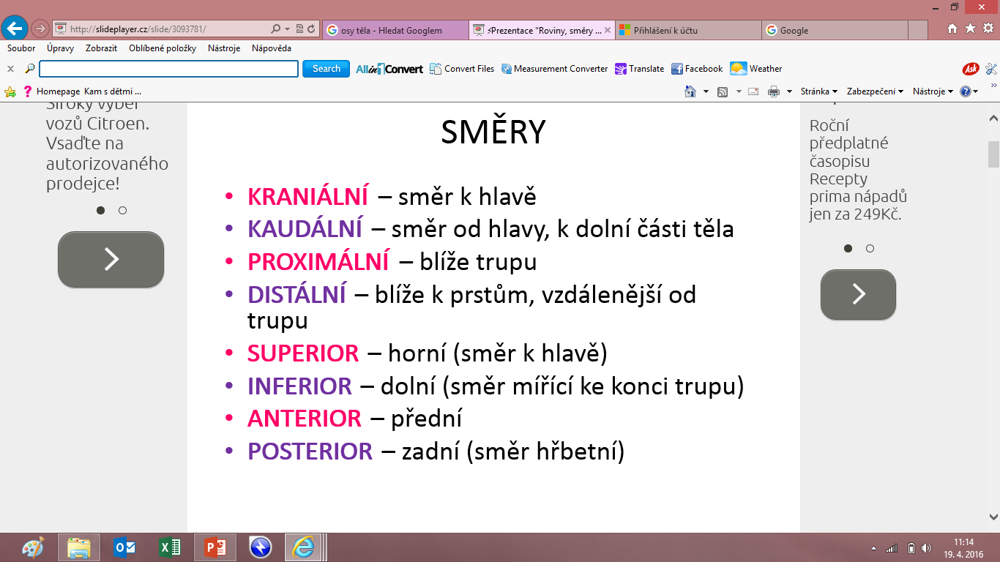 http://slideplayer.cz/slide/3093781/
osy těla - Hledat Googlem
Prezentace "Roviny, směry ...
Přihlášení k účtu
Google
Soubor Úpravy Zobrazit Oblíbené položky Nástroje Nápověda
Search
All in 1 Convert
Convert Files
Measurement Converter
Translate
Facebook
Weather
Ask
Homepage Kam s dětmi ...
Stránka
Zabezpečení
Nástroje
Široký výběr
vozů Citroen.
Vsaďte na
autorizovaného
prodejce!
SMĚRY
• KRANIÁLNÍ – směr k hlavě
• KAUDÁLNÍ – směr od hlavy, k dolní části těla
• PROXIMÁLNÍ – blíže trupu
• DISTÁLNÍ – blíže k prstům, vzdálenější od
trupu
• SUPERIOR – horní (směr k hlavě)
• INFERIOR – dolní (směr mířící ke konci trupu)
• ANTERIOR – přední
• POSTERIOR – zadní (směr hřbetní)
Roční
předplatné
časopisu
Recepty
prima nápadů
jen za 249Kč.
11:14
19. 4. 2016